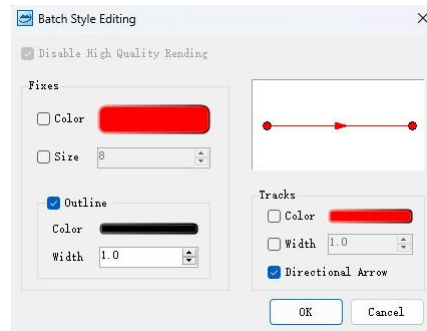 Batch Style Editing
Disable High Quality Rending
Fixes
Color
Size 8
Outline
Color
Width 1.0
Tracks
Color
Width 1.0
Directional Arrow
OK Cancel